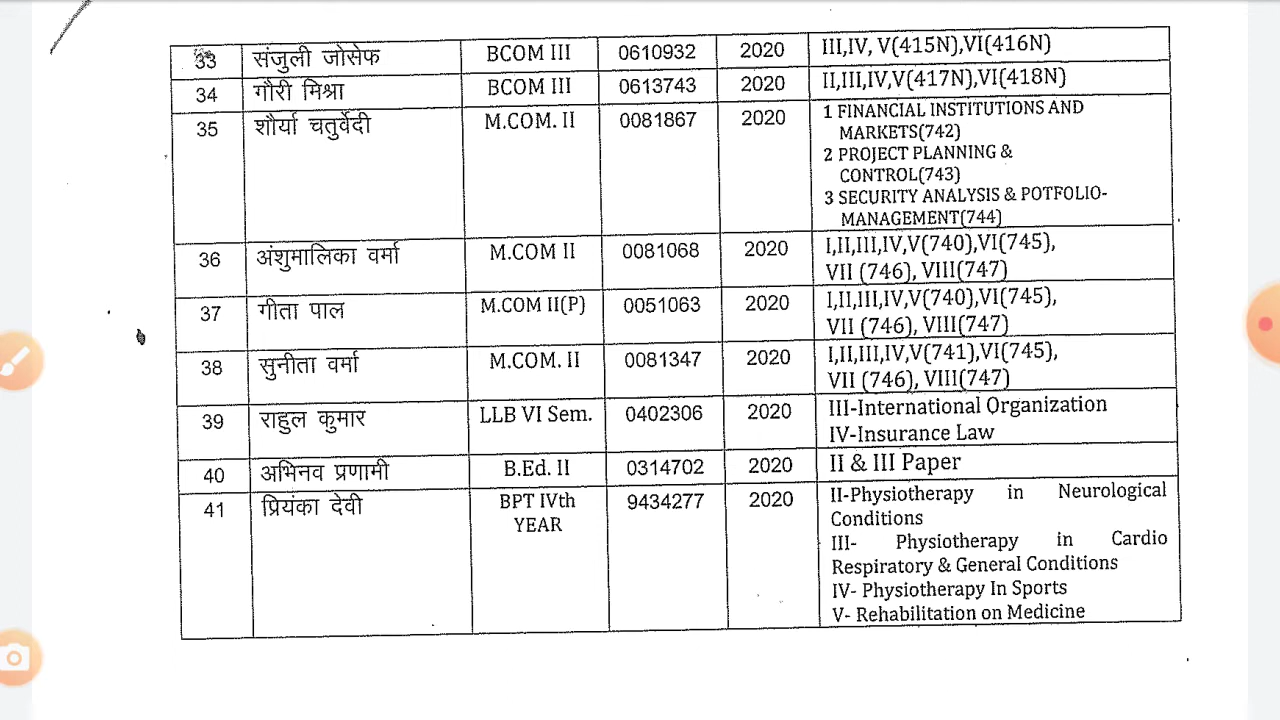 33 संजुली जोसेफ BCOM III 0610932 2020 III,IV, V(415N),VI(416N)
34 गौरी मिश्रा BCOM III 0613743 2020 II,III,IV,V(417N),VI(418N)
35 शौर्या चतुर्वेदी M.COM. II 0081867 2020 1 FINANCIAL INSTITUTIONS AND
MARKETS(742)
2 PROJECT PLANNING &
CONTROL(743)
3 SECURITY ANALYSIS & POTFOLIO-
MANAGEMENT(744)
36 अंशुमालिका वर्मा M.COM II 0081068 2020 I,II,III,IV,V(740),VI(745),
VII (746), VIII(747)
37 गीता पाल M.COM II(P) 0051063 2020 I,II,III,IV,V(740),VI(745),
VII (746), VIII(747)
38 सुनीता वर्मा M.COM. II 0081347 2020 I,II,III,IV,V(741),VI(745),
VII (746), VIII(747)
39 राहुल कुमार LLB VI Sem. 0402306 2020 III-International Organization
IV-Insurance Law
40 अभिनव प्रणामी B.Ed. II 0314702 2020 II & III Paper
41 प्रियंका देवी BPT IVth 9434277 2020 II-Physiotherapy in Neurological
YEAR Conditions
III- Physiotherapy in Cardio
Respiratory & General Conditions
IV- Physiotherapy In Sports
V- Rehabilitation on Medicine